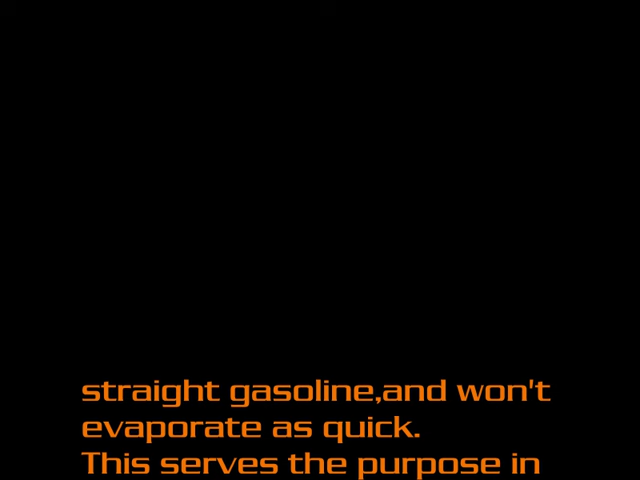 straight gasoline,and won't
evaporate as quick.
This serves the purpose in